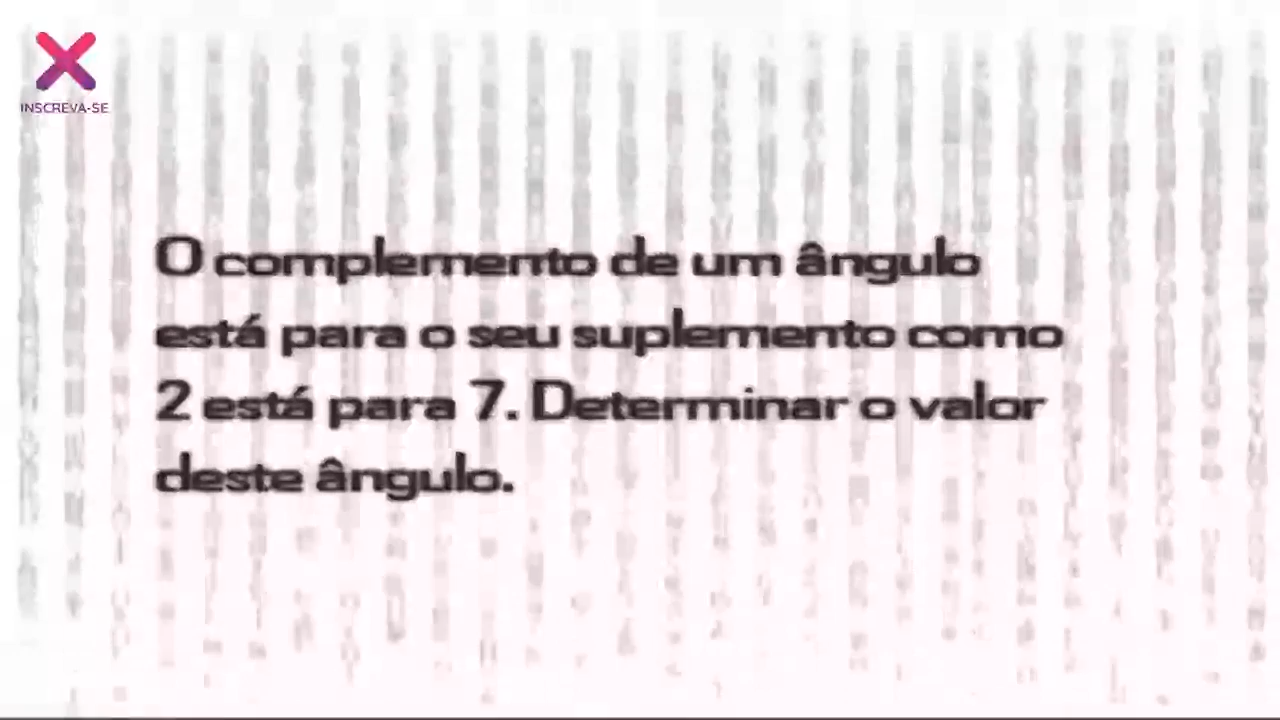 INSCREVA-SE
O complemento de um ângulo
está para o seu suplemento como
2 está para 7. Determinar o valor
deste ângulo.